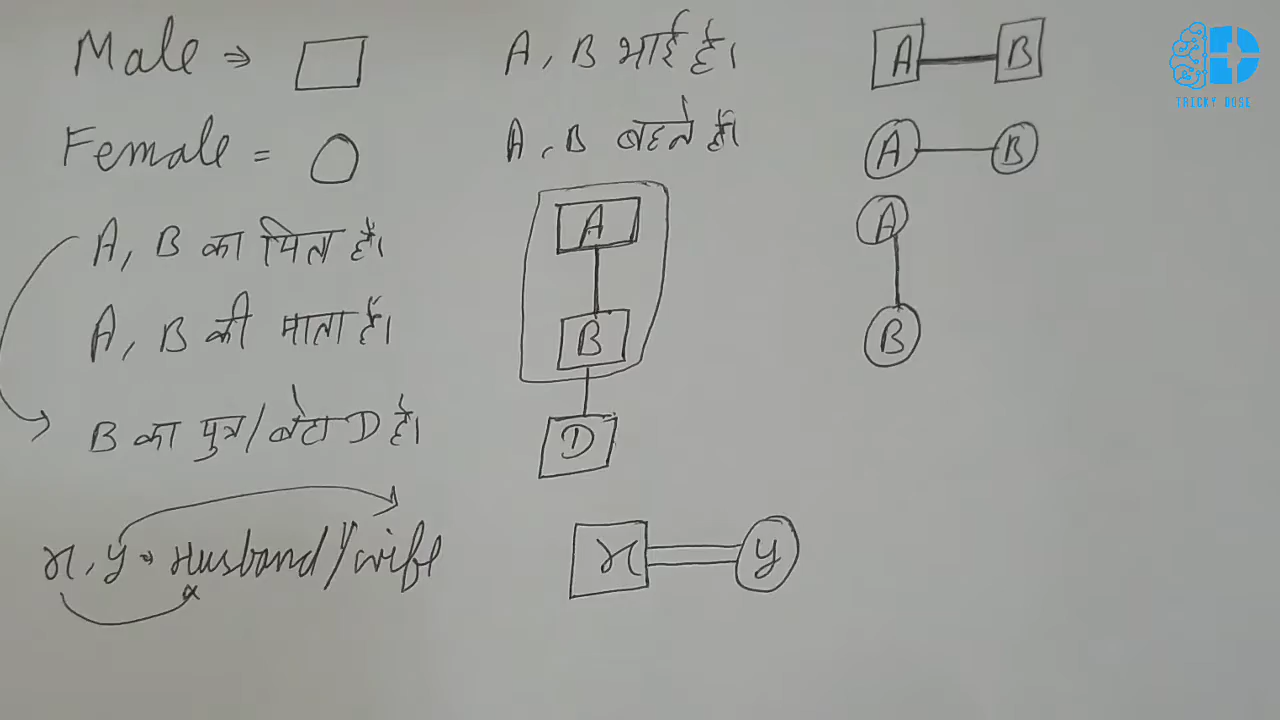 Male ⇒
A, B भाई है।
A B
Female =
A, B बहने हैं।
A B
A, B का पिता है।
A, B की माता है।
B का पुत्र/बेटा D है।
A
B
D
A
B
x, y → Husband/wife
x y
TRICKY DOSE